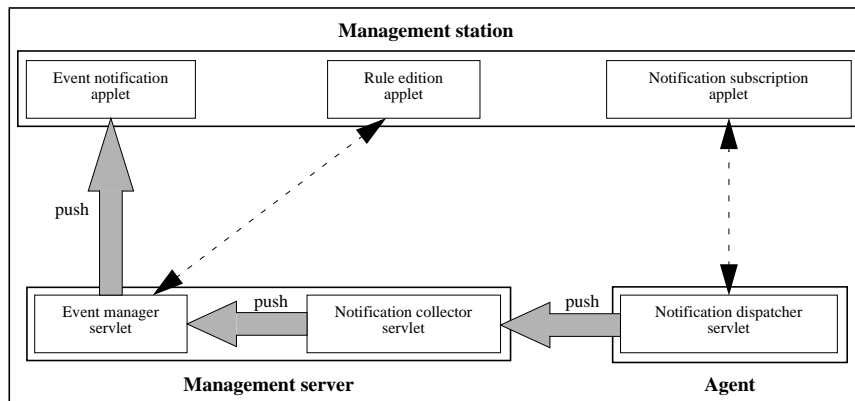 Management station
Event notification
applet
Rule edition
applet
Notification subscription
applet
push
Event manager
servlet
push
Notification collector
servlet
push
Notification dispatcher
servlet
Management server
Agent